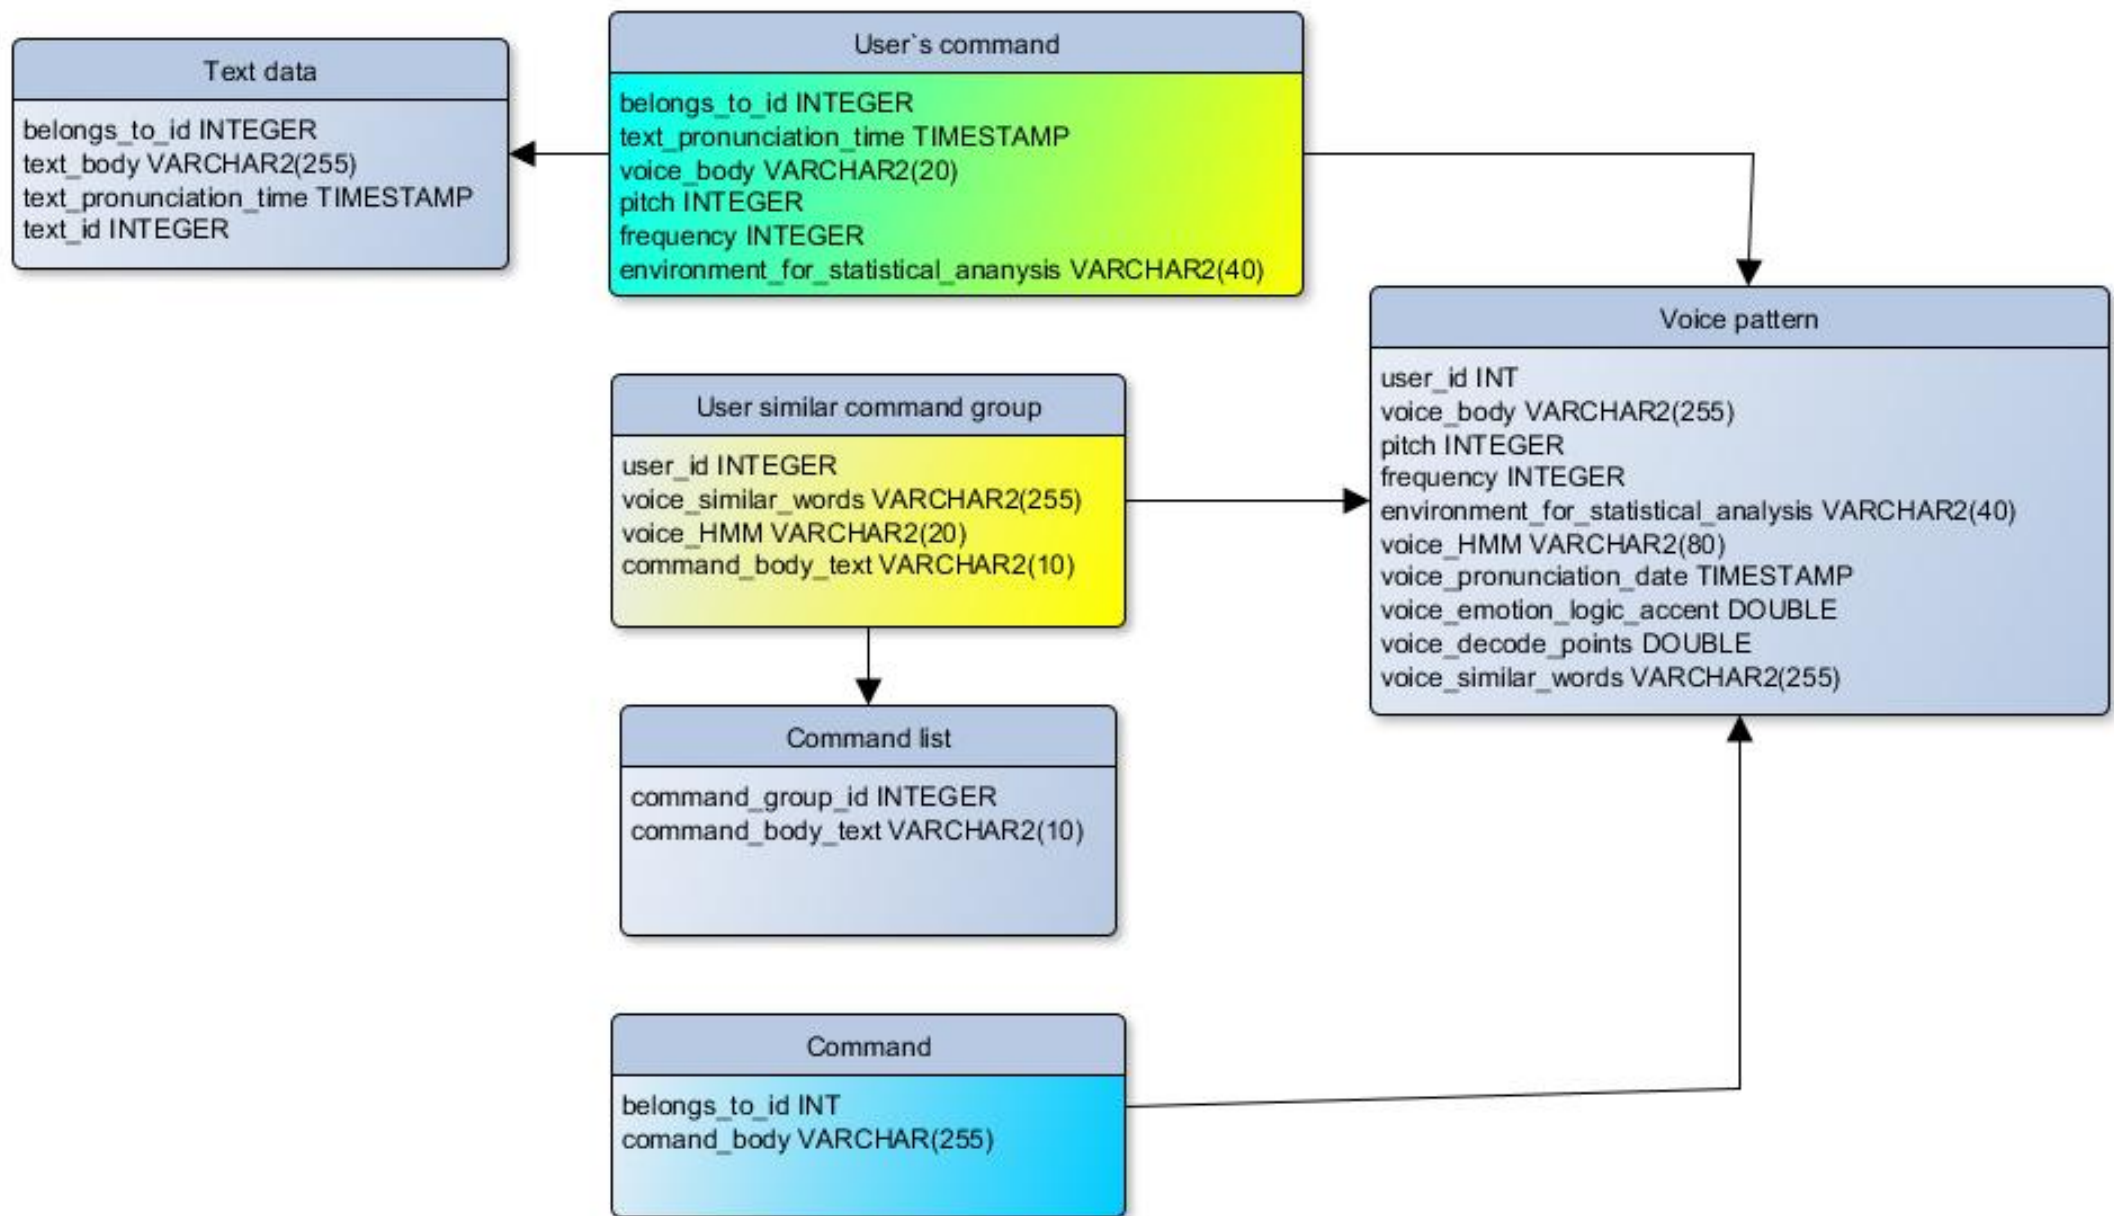 Text data
belongs_to_id INTEGER
text_body VARCHAR2(255)
text_pronunciation_time TIMESTAMP
text_id INTEGER
User`s command
belongs_to_id INTEGER
text_pronunciation_time TIMESTAMP
voice_body VARCHAR2(20)
pitch INTEGER
frequency INTEGER
environment_for_statistical_ananysis VARCHAR2(40)
Voice pattern
user_id INT
voice_body VARCHAR2(255)
pitch INTEGER
frequency INTEGER
environment_for_statistical_analysis VARCHAR2(40)
voice_HMM VARCHAR2(80)
voice_pronunciation_date TIMESTAMP
voice_emotion_logic_accent DOUBLE
voice_decode_points DOUBLE
voice_similar_words VARCHAR2(255)
User similar command group
user_id INTEGER
voice_similar_words VARCHAR2(255)
voice_HMM VARCHAR2(20)
command_body_text VARCHAR2(10)
Command list
command_group_id INTEGER
command_body_text VARCHAR2(10)
Command
belongs_to_id INT
comand_body VARCHAR(255)